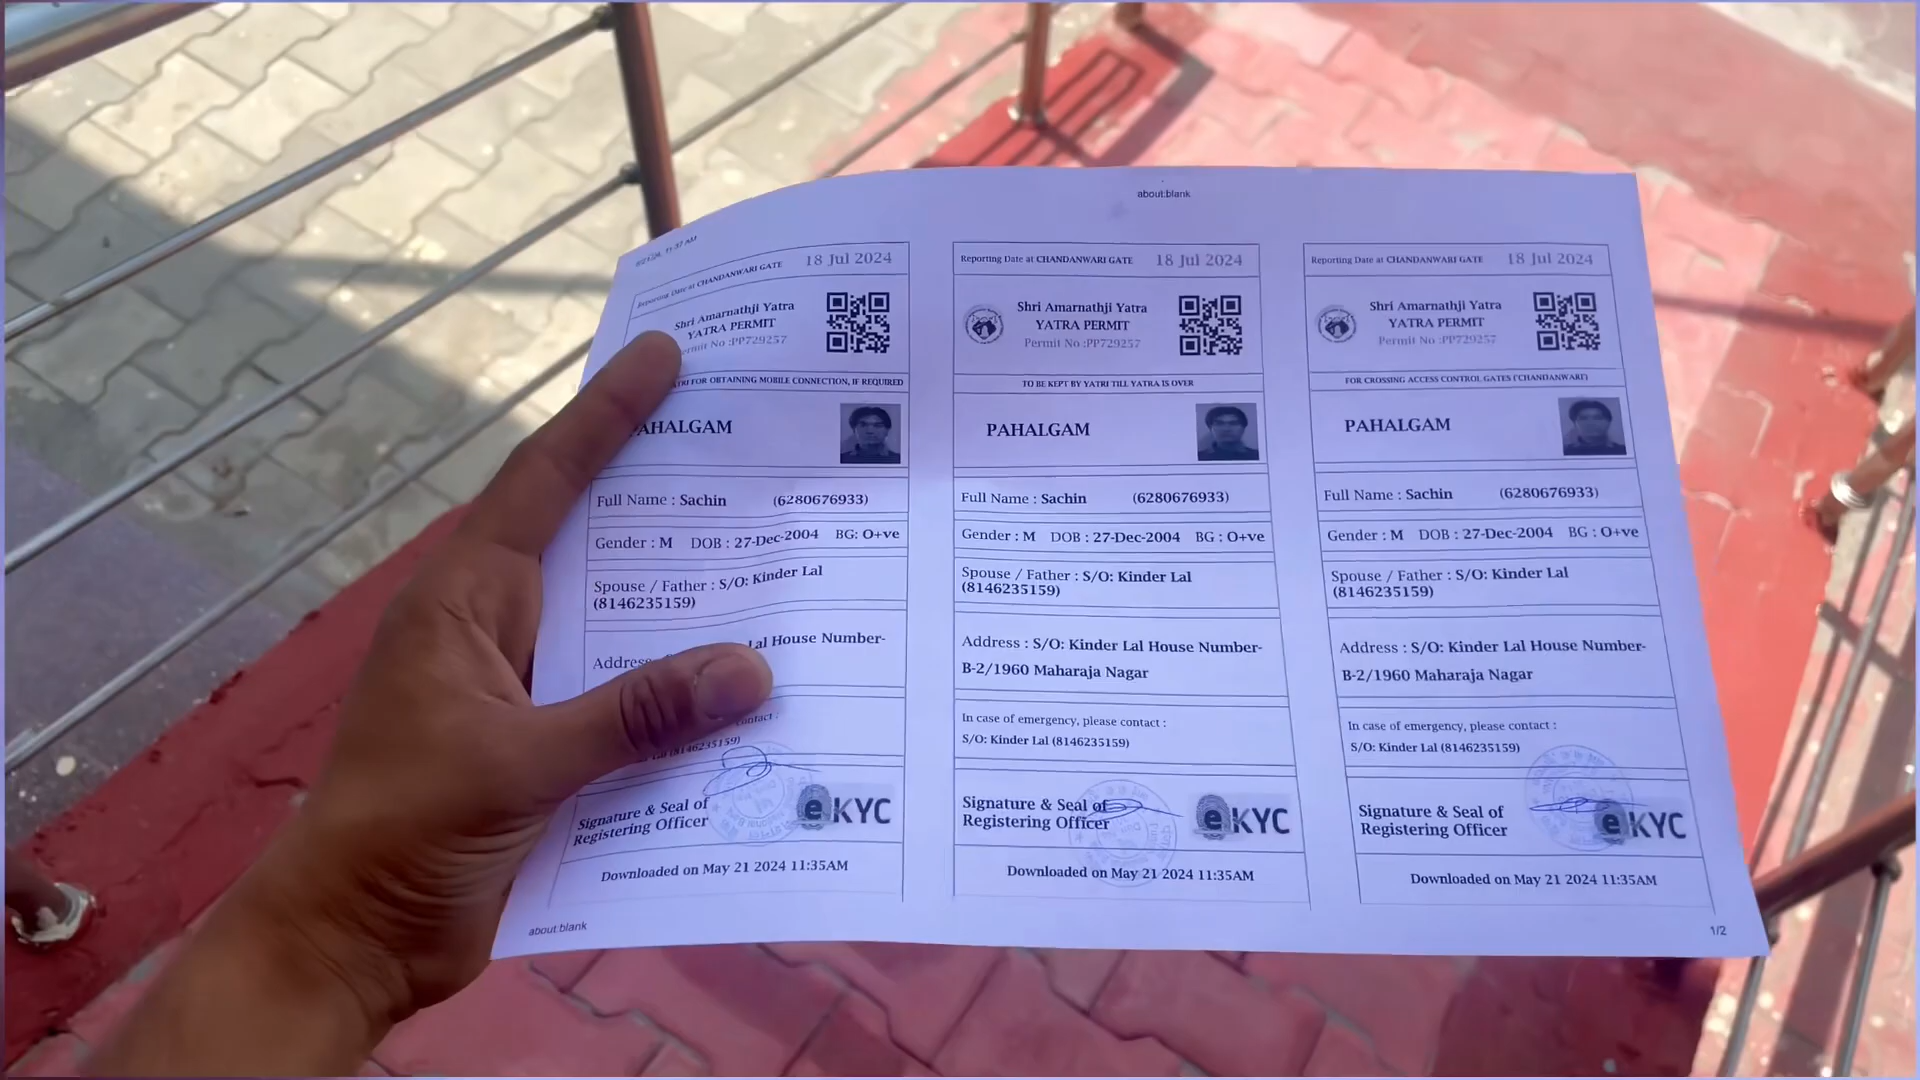 about:blank
11:37 AM
Reporting Date at CHANDANWARI GATE 18 Jul 2024
Shri Amarnathji Yatra
YATRA PERMIT
Permit No :PP729257
FOR OBTAINING MOBILE CONNECTION, IF REQUIRED
PAHALGAM
Full Name : Sachin (6280676933)
Gender : M DOB : 27-Dec-2004 BG: O+ve
Spouse / Father : S/O: Kinder Lal
(8146235159)
Address Lal House Number-
contact :
Lal (8146235159)
Signature & Seal of
Registering Officer
eKYC
Downloaded on May 21 2024 11:35AM
Reporting Date at CHANDANWARI GATE 18 Jul 2024
Shri Amarnathji Yatra
YATRA PERMIT
Permit No :PP729257
TO BE KEPT BY YATRI TILL YATRA IS OVER
PAHALGAM
Full Name : Sachin (6280676933)
Gender : M DOB : 27-Dec-2004 BG : O+ve
Spouse / Father : S/O: Kinder Lal
(8146235159)
Address : S/O: Kinder Lal House Number-
B-2/1960 Maharaja Nagar
In case of emergency, please contact :
S/O: Kinder Lal (8146235159)
Signature & Seal of
Registering Officer
eKYC
Downloaded on May 21 2024 11:35AM
Reporting Date at CHANDANWARI GATE 18 Jul 2024
Shri Amarnathji Yatra
YATRA PERMIT
Permit No :PP729257
FOR CROSSING ACCESS CONTROL GATES ('CHANDANWARI')
PAHALGAM
Full Name : Sachin (6280676933)
Gender : M DOB : 27-Dec-2004 BG : O+ve
Spouse / Father : S/O: Kinder Lal
(8146235159)
Address : S/O: Kinder Lal House Number-
B-2/1960 Maharaja Nagar
In case of emergency, please contact :
S/O: Kinder Lal (8146235159)
Signature & Seal of
Registering Officer
eKYC
Downloaded on May 21 2024 11:35AM
about:blank
1/2